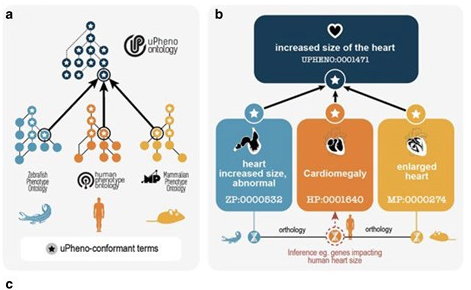 a
uPheno
ontology
Zebrafish
Phenotype
Ontology
human
phenotype
ontology
.MP
Mammalian
Phenotype
Ontology
uPheno-conformant terms
b
increased size of the heart
UPHENO:0001471
heart
increased size,
abnormal
ZP:0000532
Cardiomegaly
HP:0001640
enlarged
heart
MP:0000274
orthology
orthology
Inference eg. genes impacting
human heart size
c